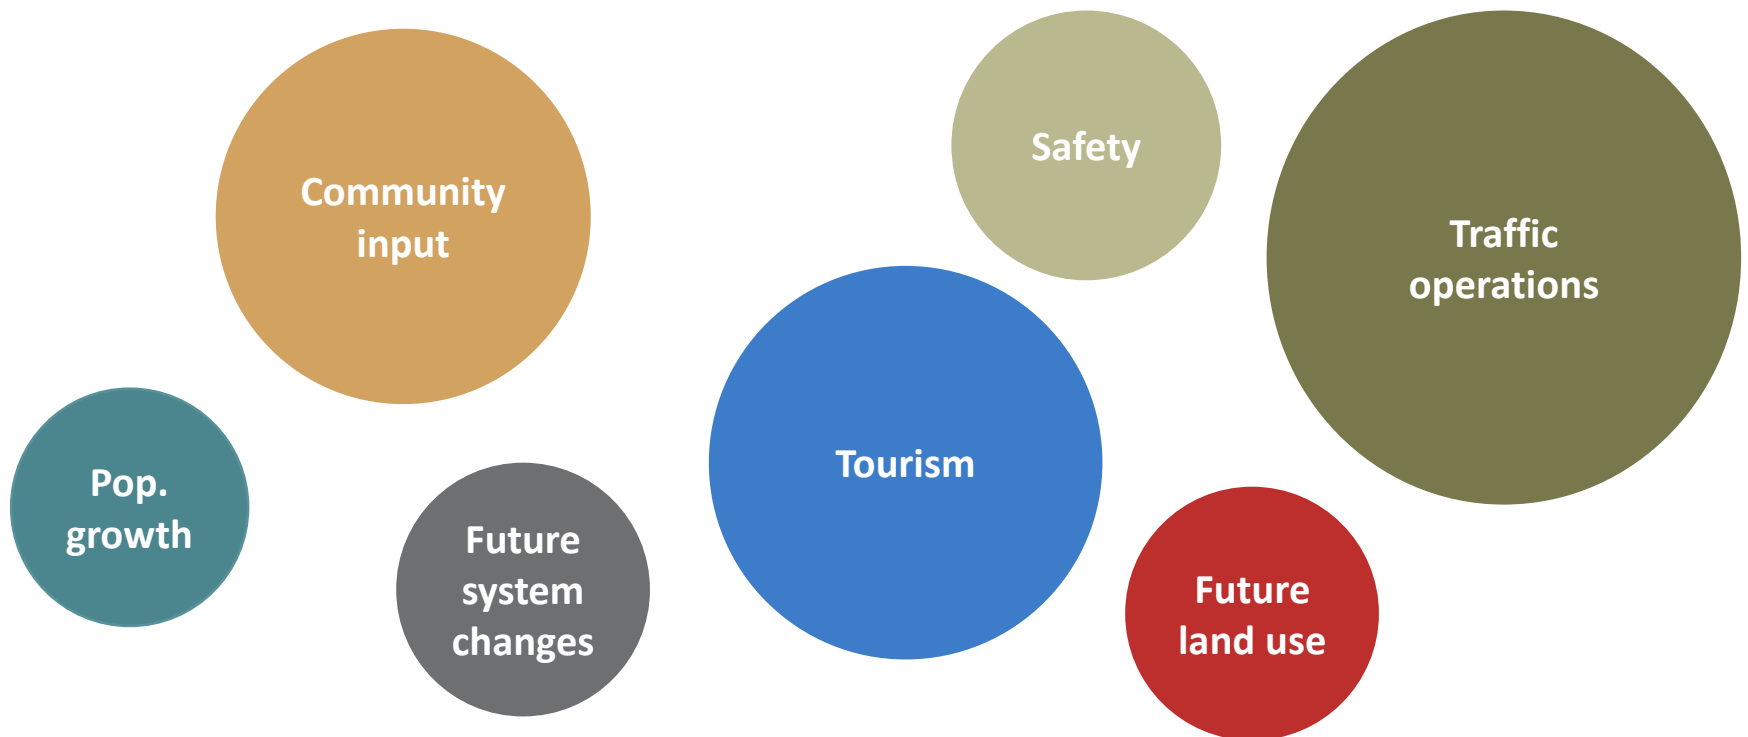 Community
input
Safety
Traffic
operations
Pop.
growth
Future
system
changes
Tourism
Future
land use